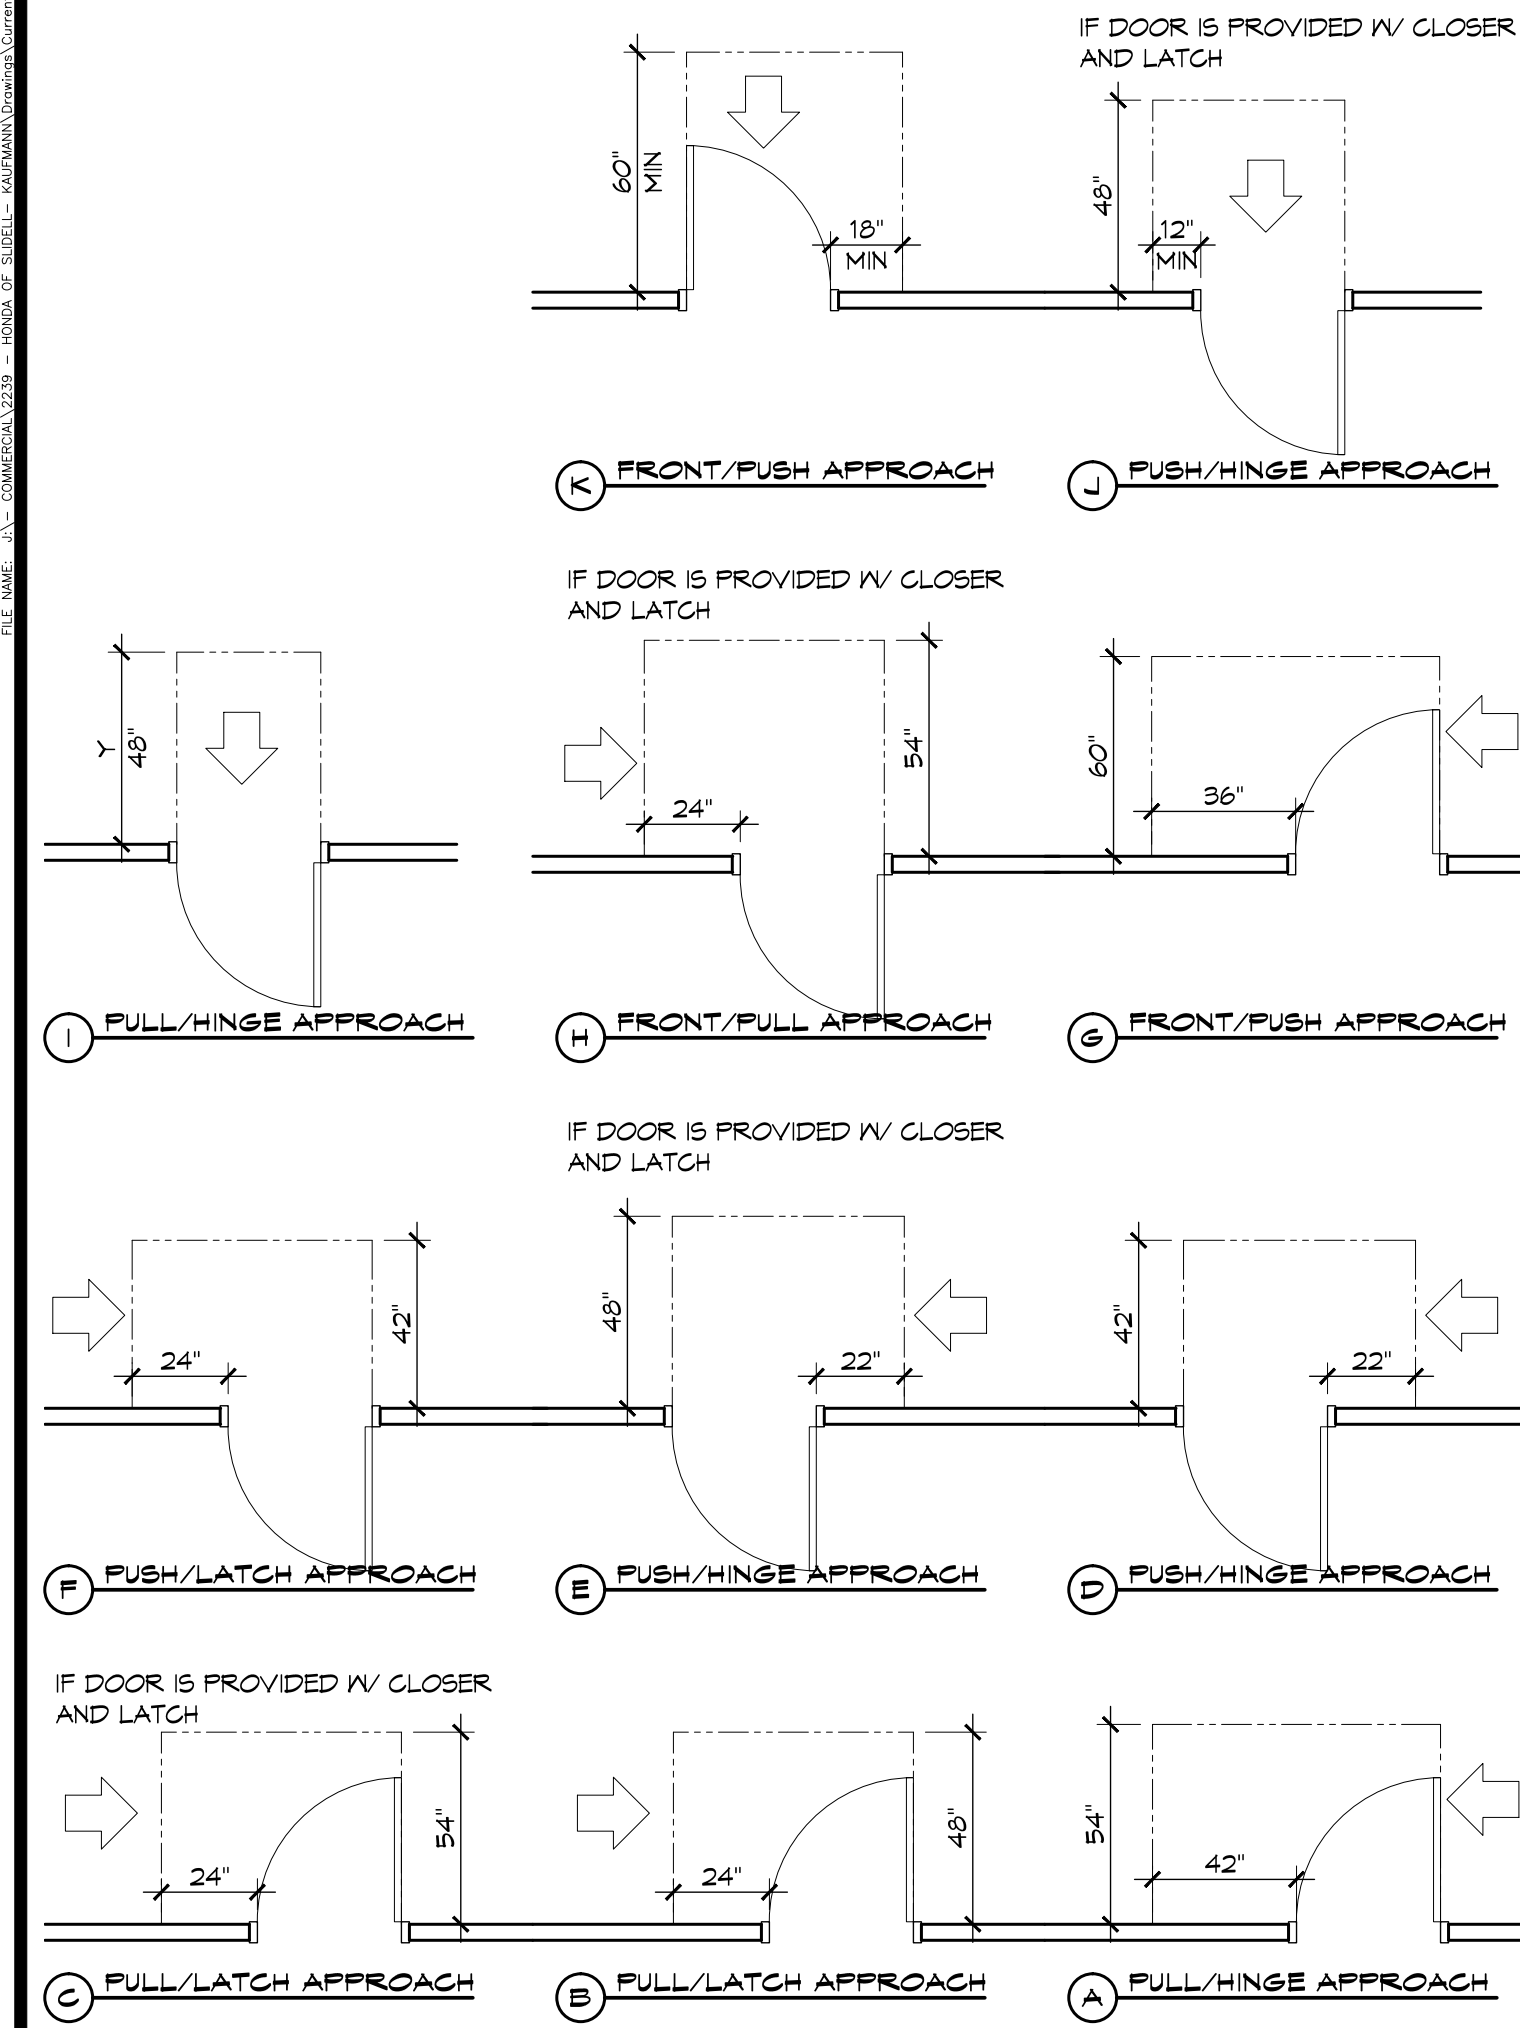 FILE NAME: J:\- COMMERCIAL\2239 - HONDA OF SLIDELL- KAUFMANN\Drawings\Curren
60"
MIN
18"
MIN
K FRONT/PUSH APPROACH
IF DOOR IS PROVIDED W/ CLOSER
AND LATCH
48"
12"
MIN
L PUSH/HINGE APPROACH
Y
48"
I PULL/HINGE APPROACH
IF DOOR IS PROVIDED W/ CLOSER
AND LATCH
54"
24"
H FRONT/PULL APPROACH
60"
36"
G FRONT/PUSH APPROACH
42"
24"
F PUSH/LATCH APPROACH
IF DOOR IS PROVIDED W/ CLOSER
AND LATCH
48"
22"
E PUSH/HINGE APPROACH
42"
22"
D PUSH/HINGE APPROACH
IF DOOR IS PROVIDED W/ CLOSER
AND LATCH
54"
24"
C PULL/LATCH APPROACH
48"
24"
B PULL/LATCH APPROACH
54"
42"
A PULL/HINGE APPROACH